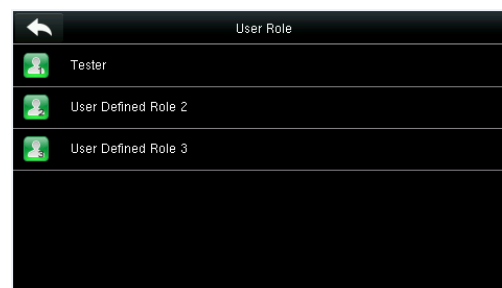 User Role
Tester
User Defined Role 2
User Defined Role 3